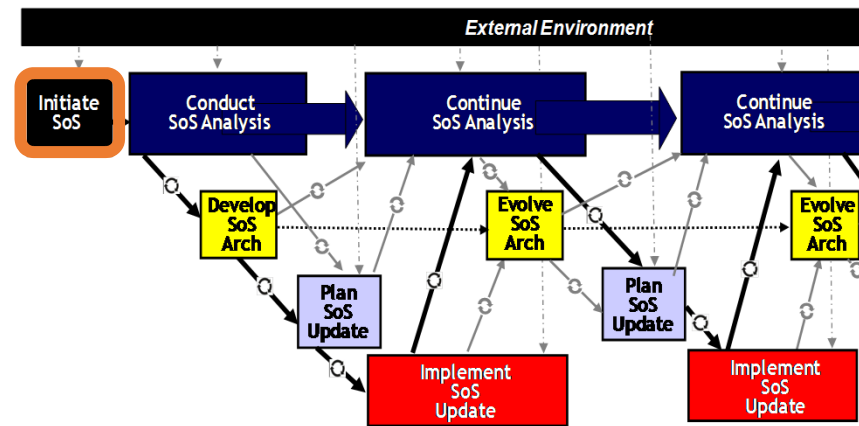 External Environment
Initiate
SoS
Conduct
SoS Analysis
Continue
SoS Analysis
Continue
SoS Analysis
Develop
SoS
Arch
Evolve
SoS
Arch
Evolve
SoS
Arch
Plan
SoS
Update
Plan
SoS
Update
Implement
SoS
Update
Implement
SoS
Update